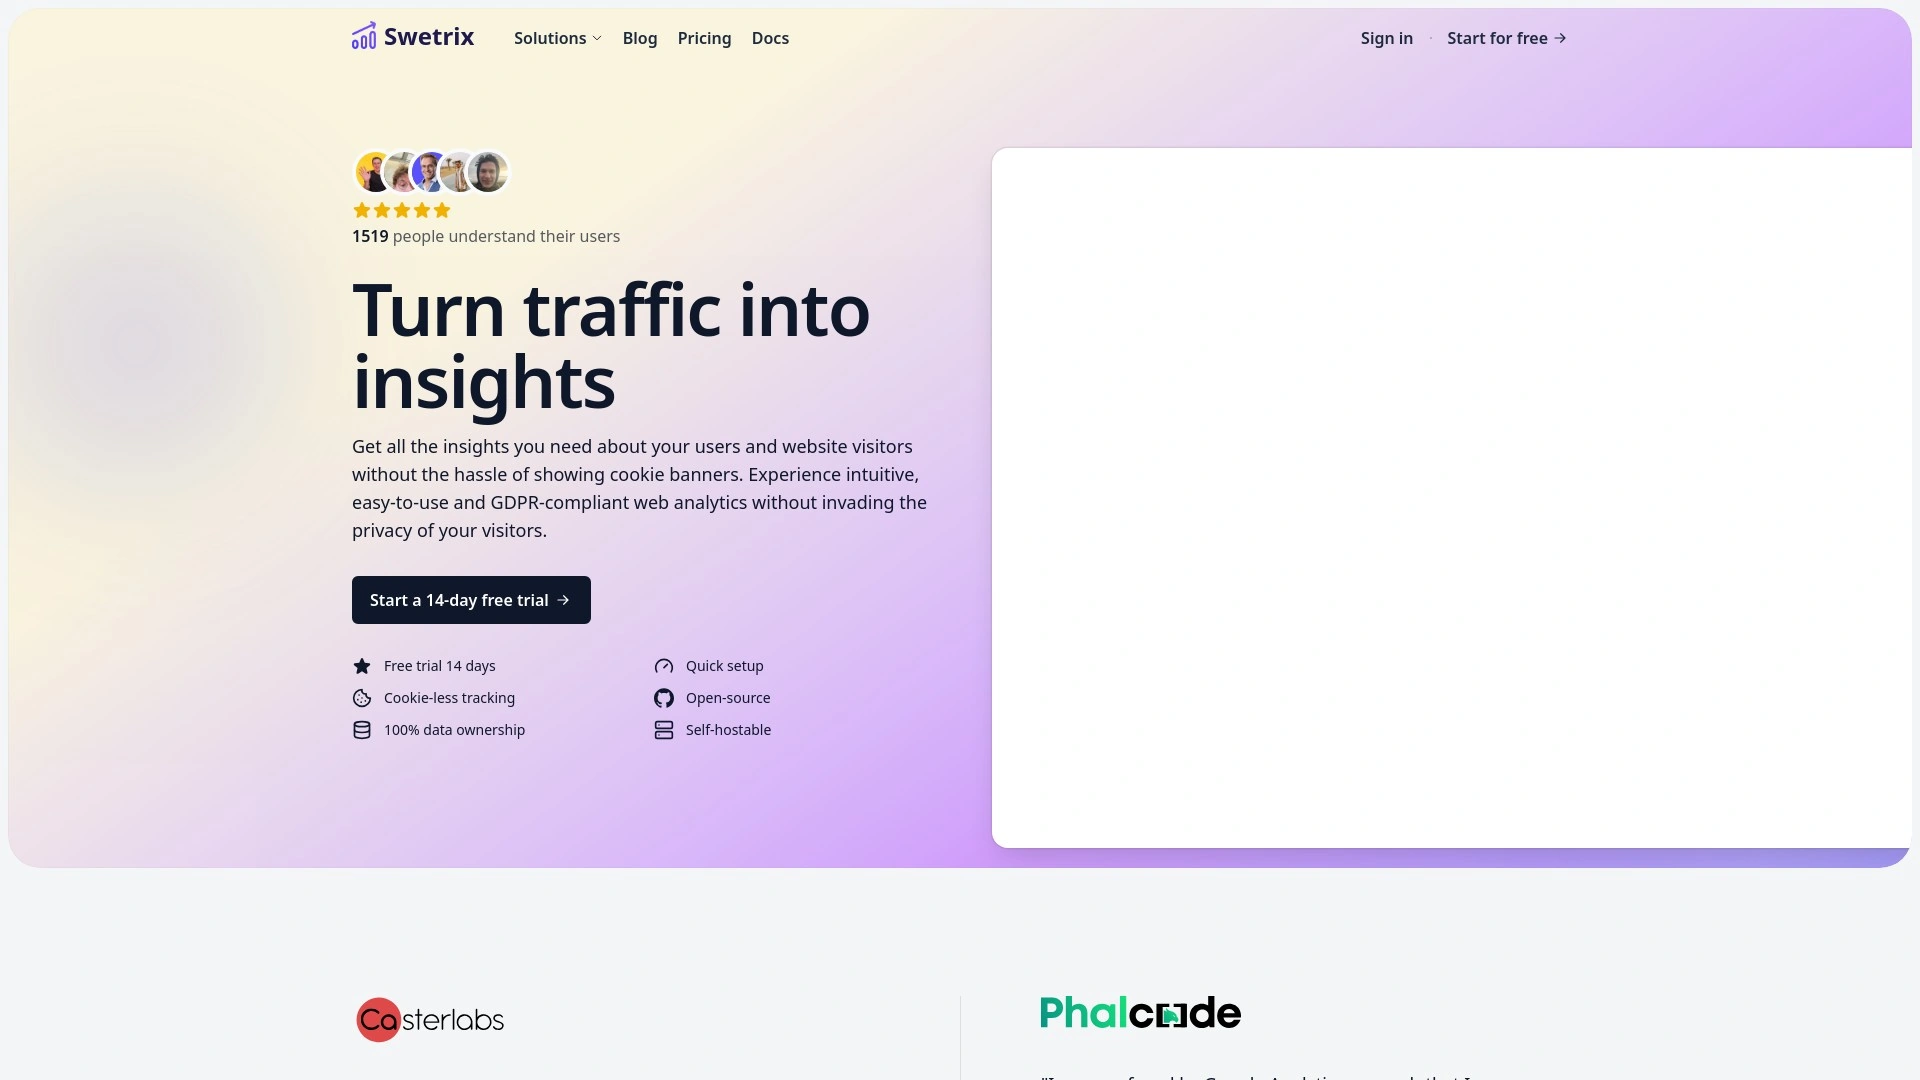 Swetrix
Solutions
Blog
Pricing
Docs
Sign in
·
Start for free →
1519 people understand their users
Turn traffic into
insights
Get all the insights you need about your users and website visitors
without the hassle of showing cookie banners. Experience intuitive,
easy-to-use and GDPR-compliant web analytics without invading the
privacy of your visitors.
Start a 14-day free trial →
Free trial 14 days
Quick setup
Cookie-less tracking
Open-source
100% data ownership
Self-hostable
Casterlabs
Phalcode